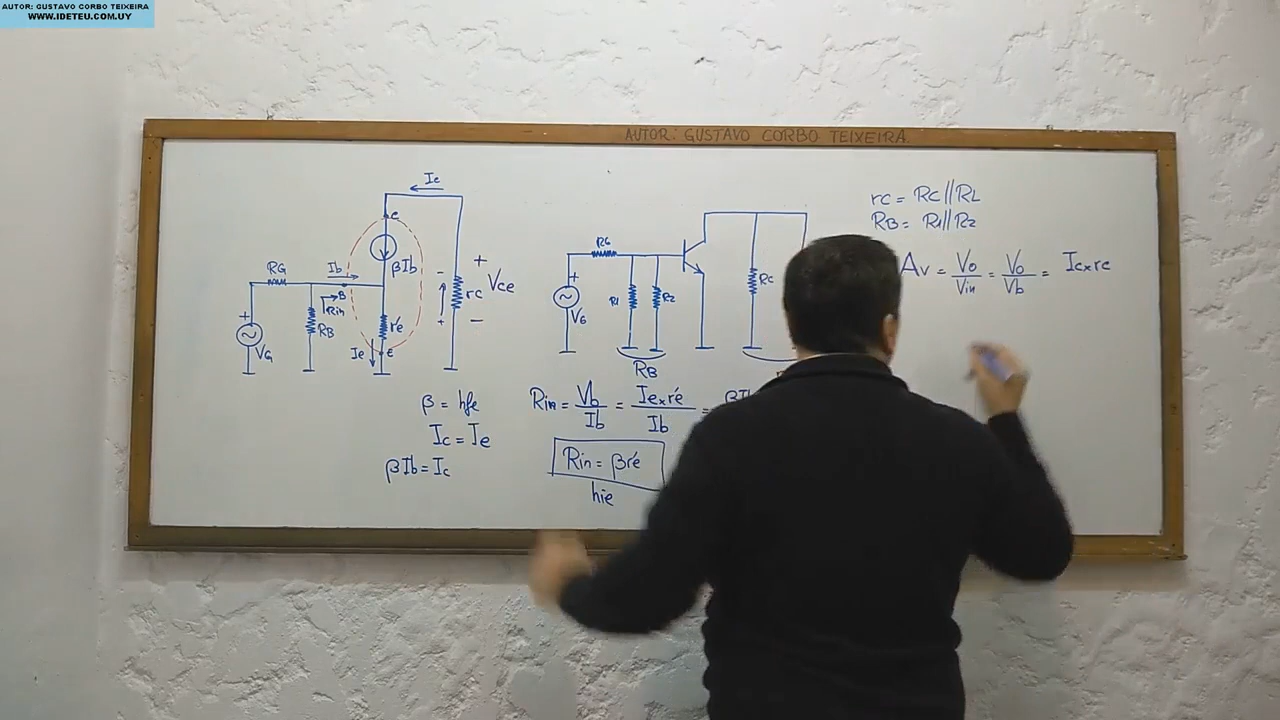 AUTOR: GUSTAVO CORBO TEIXEIRA
WWW.IDETEU.COM.UY
AUTOR: GUSTAVO CORBO TEIXEIRA
Ie
c
βIb
RG
Ib
B
Rin
RB
ré
Ie
e
+
VG
-
+
rc
+
Vce
-
β = hfe
Ic = Ie
βIb = Ic
RG
+
VG
R1
R2
RB
RC
rc = RC//RL
RB = R1//R2
Av = Vo/Vin = Vo/Vb = Ic x rc
Rin = Vb/Ib = Ie x ré/Ib =
Rin = βré
hie